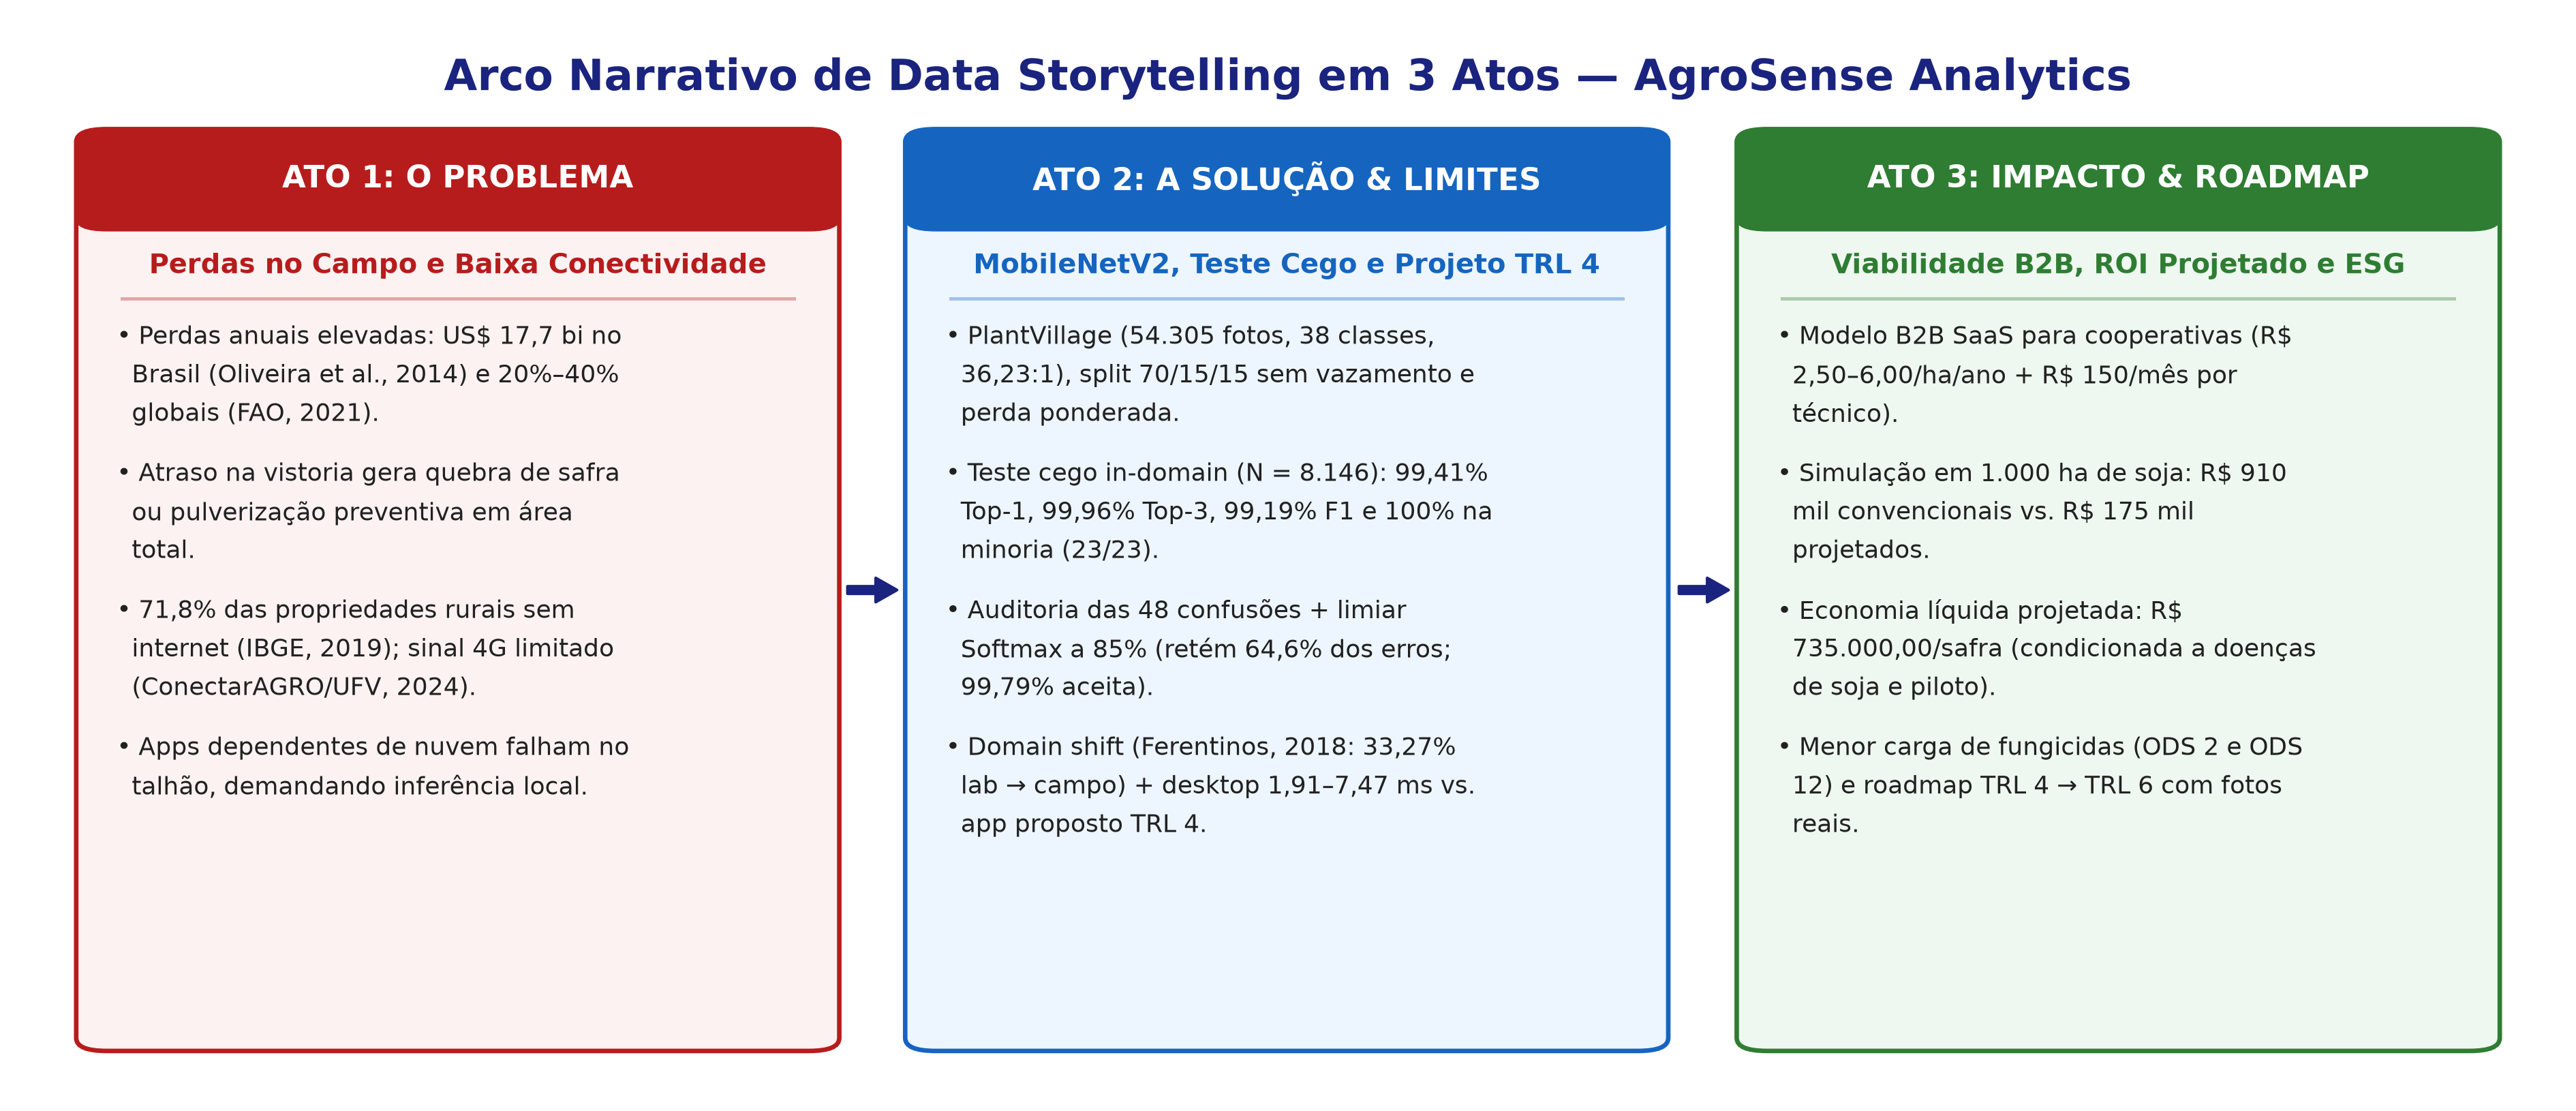 Arco Narrativo de Data Storytelling em 3 Atos — AgroSense Analytics
ATO 1: O PROBLEMA
Perdas no Campo e Baixa Conectividade
• Perdas anuais elevadas: US$ 17,7 bi no
Brasil (Oliveira et al., 2014) e 20%–40%
globais (FAO, 2021).
• Atraso na vistoria gera quebra de safra
ou pulverização preventiva em área
total.
• 71,8% das propriedades rurais sem
internet (IBGE, 2019); sinal 4G limitado
(ConectarAGRO/UFV, 2024).
• Apps dependentes de nuvem falham no
talhão, demandando inferência local.
ATO 2: A SOLUÇÃO & LIMITES
MobileNetV2, Teste Cego e Projeto TRL 4
• PlantVillage (54.305 fotos, 38 classes,
36,23:1), split 70/15/15 sem vazamento e
perda ponderada.
• Teste cego in-domain (N = 8.146): 99,41%
Top-1, 99,96% Top-3, 99,19% F1 e 100% na
minoria (23/23).
• Auditoria das 48 confusões + limiar
Softmax a 85% (retém 64,6% dos erros;
99,79% aceita).
• Domain shift (Ferentinos, 2018: 33,27%
lab → campo) + desktop 1,91–7,47 ms vs.
app proposto TRL 4.
ATO 3: IMPACTO & ROADMAP
Viabilidade B2B, ROI Projetado e ESG
• Modelo B2B SaaS para cooperativas (R$
2,50–6,00/ha/ano + R$ 150/mês por
técnico).
• Simulação em 1.000 ha de soja: R$ 910
mil convencionais vs. R$ 175 mil
projetados.
• Economia líquida projetada: R$
735.000,00/safra (condicionada a doenças
de soja e piloto).
• Menor carga de fungicidas (ODS 2 e ODS
12) e roadmap TRL 4 → TRL 6 com fotos
reais.